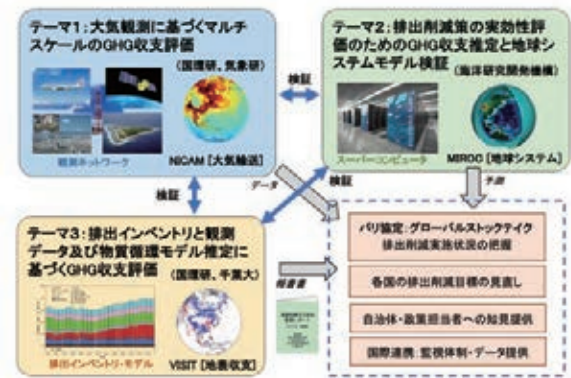 テーマ1：大気観測に基づくマルチ
スケールのGHG収支評価
（国環研、気象研）
観測ネットワーク
NICAM［大気輸送］
検証
テーマ2：排出削減策の実効性評
価のためのGHG収支推定と地球シ
ステムモデル検証
（海洋研究開発機構）
スーパーコンピュータ
MIROC［地球システム］
検証
データ
検証
予測
テーマ3：排出インベントリと観測
データ及び物質循環モデル推定に
基づくGHG収支評価
（国環研、千葉大）
排出インベントリ・モデル
VISIT［地表収支］
報告書
パリ協定：グローバルストックテイク
排出削減実施状況の把握
各国の排出削減目標の見直し
自治体・政策担当者への知見提供
国際連携：監視体制・データ提供